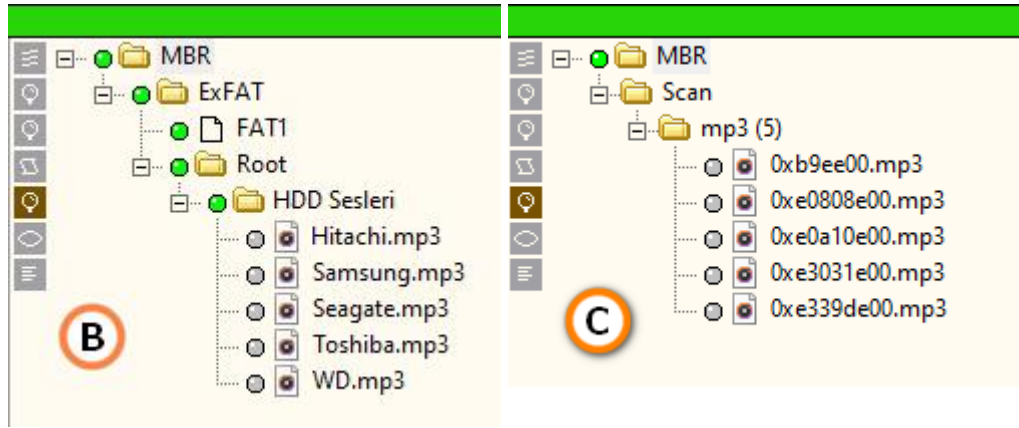 MBR
ExFAT
FAT1
Root
HDD Sesleri
Hitachi.mp3
Samsung.mp3
Seagate.mp3
Toshiba.mp3
WD.mp3
B
MBR
Scan
mp3 (5)
0xb9ee00.mp3
0xe0808e00.mp3
0xe0a10e00.mp3
0xe3031e00.mp3
0xe339de00.mp3
C